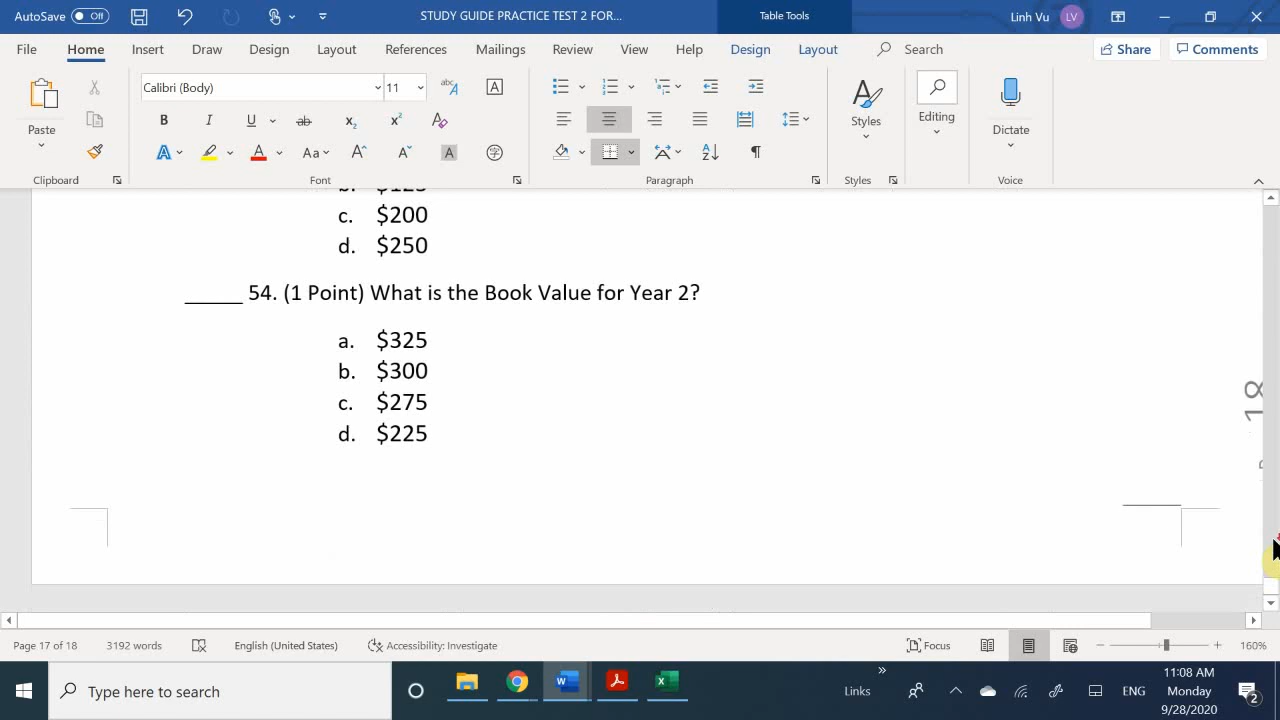 AutoSave Off
STUDY GUIDE PRACTICE TEST 2 FOR...
Table Tools
Linh Vu LV
File Home Insert Draw Design Layout References Mailings Review View Help Design Layout Search Share Comments
Calibri (Body) 11
Paste
Styles
Editing
Dictate
Clipboard Font Paragraph Styles Voice
b. $125
c. $200
d. $250
_____ 54. (1 Point) What is the Book Value for Year 2?
a. $325
b. $300
c. $275
d. $225
18
Page 17 of 18 3192 words English (United States) Accessibility: Investigate Focus 160%
Type here to search
Links
ENG
11:08 AM
Monday
9/28/2020
2